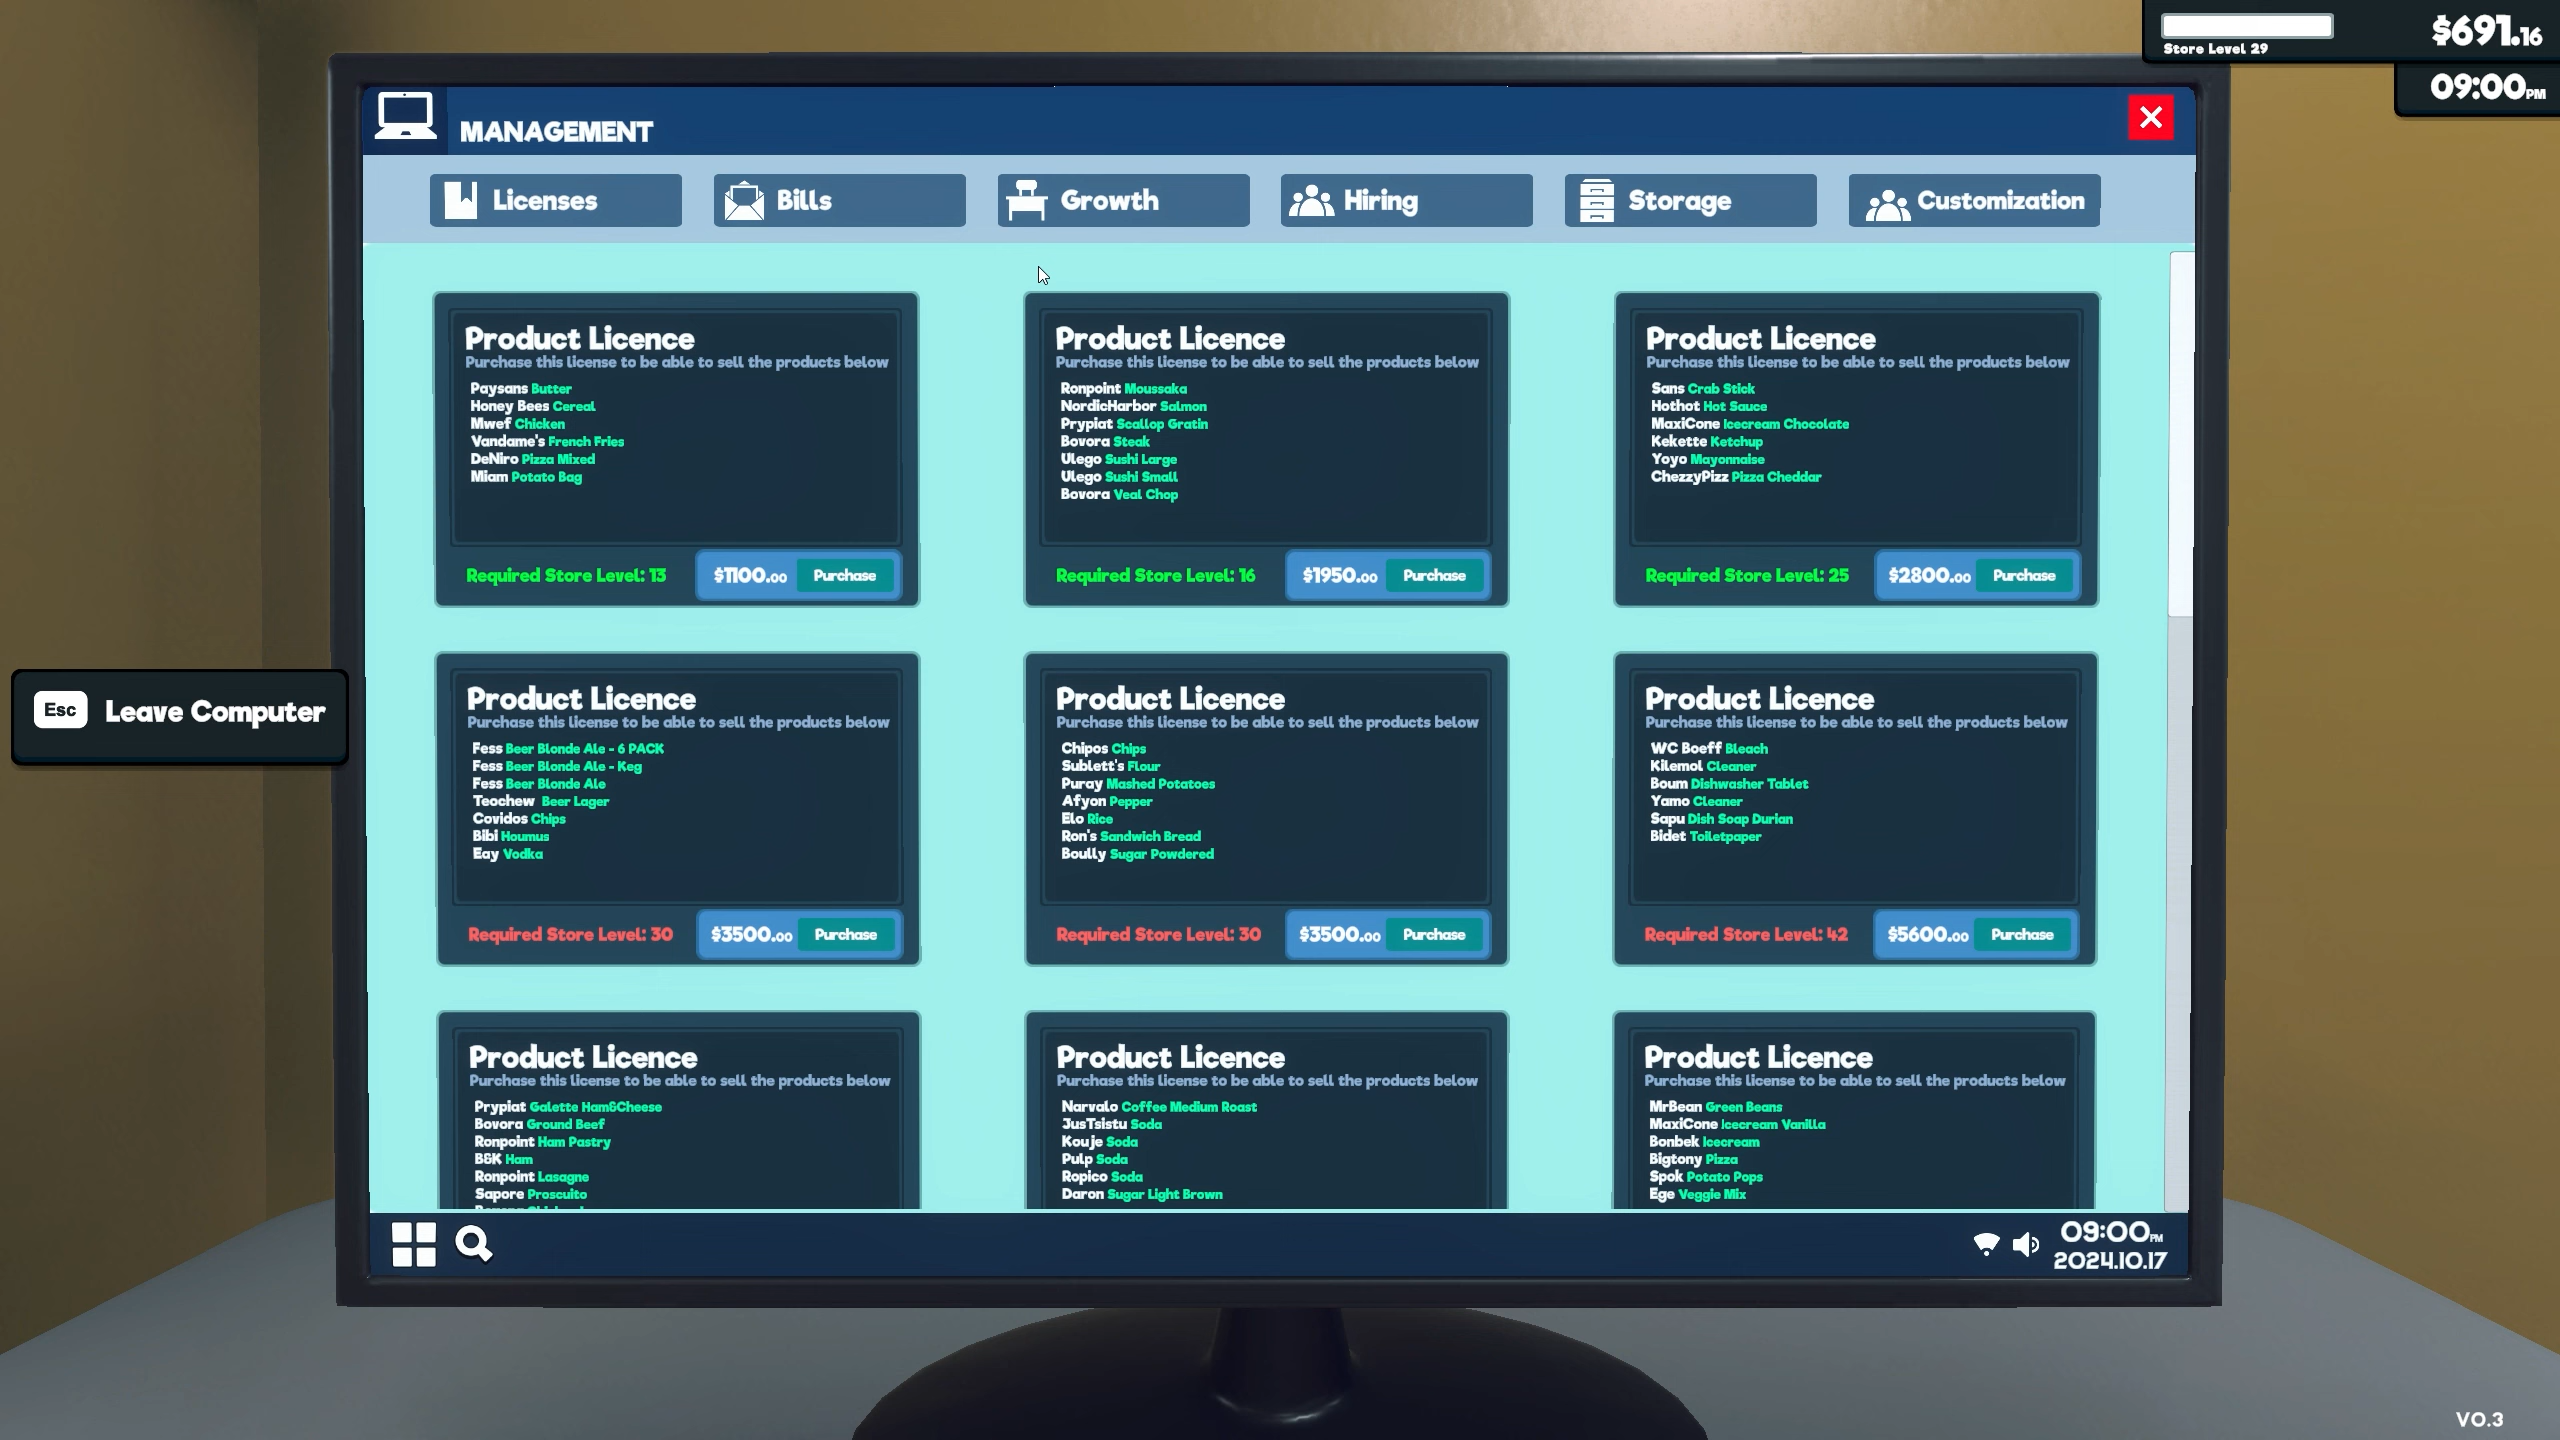 $691.16
Store Level 29
09:00PM
MANAGEMENT
Licenses
Bills
Growth
Hiring
Storage
Customization
Product Licence
Purchase this license to be able to sell the products below
Paysans Butter
Honey Bees Cereal
Mwef Chicken
Vandame's French Fries
DeNiro Pizza Mixed
Miam Potato Bag
Required Store Level: 13
$1100.00
Purchase
Product Licence
Purchase this license to be able to sell the products below
Ronpoint Moussaka
NordicHarbor Salmon
Prypiat Scallop Gratin
Bovora Steak
Ulego Sushi Large
Ulego Sushi Small
Bovora Veal Chop
Required Store Level: 16
$1950.00
Purchase
Product Licence
Purchase this license to be able to sell the products below
Sans Crab Stick
Hothot Hot Sauce
MaxiCone Icecream Chocolate
Kekette Ketchup
Yoyo Mayonnaise
ChezzyPizz Pizza Cheddar
Required Store Level: 25
$2800.00
Purchase
Esc
Leave Computer
Product Licence
Purchase this license to be able to sell the products below
Fess Beer Blonde Ale - 6 PACK
Fess Beer Blonde Ale - Keg
Fess Beer Blonde Ale
Teochew Beer Lager
Covidos Chips
Bibi Houmus
Eay Vodka
Required Store Level: 30
$3500.00
Purchase
Product Licence
Purchase this license to be able to sell the products below
Chipos Chips
Sublett's Flour
Puray Mashed Potatoes
Afyon Pepper
Elo Rice
Ron's Sandwich Bread
Boully Sugar Powdered
Required Store Level: 30
$3500.00
Purchase
Product Licence
Purchase this license to be able to sell the products below
WC Boeff Bleach
Kilemol Cleaner
Boum Dishwasher Tablet
Yamo Cleaner
Sapu Dish Soap Durian
Bidet Toiletpaper
Required Store Level: 42
$5600.00
Purchase
Product Licence
Purchase this license to be able to sell the products below
Prypiat Galette Ham&Cheese
Bovora Ground Beef
Ronpoint Ham Pastry
B&K Ham
Ronpoint Lasagne
Sapore Proscuito
Product Licence
Purchase this license to be able to sell the products below
Narvalo Coffee Medium Roast
JusTsistu Soda
Kouje Soda
Pulp Soda
Ropico Soda
Daron Sugar Light Brown
Product Licence
Purchase this license to be able to sell the products below
MrBean Green Beans
MaxiCone Icecream Vanilla
Bonbek Icecream
Bigtony Pizza
Spok Potato Pops
Ege Veggie Mix
09:00PM
2024.10.17
V0.3